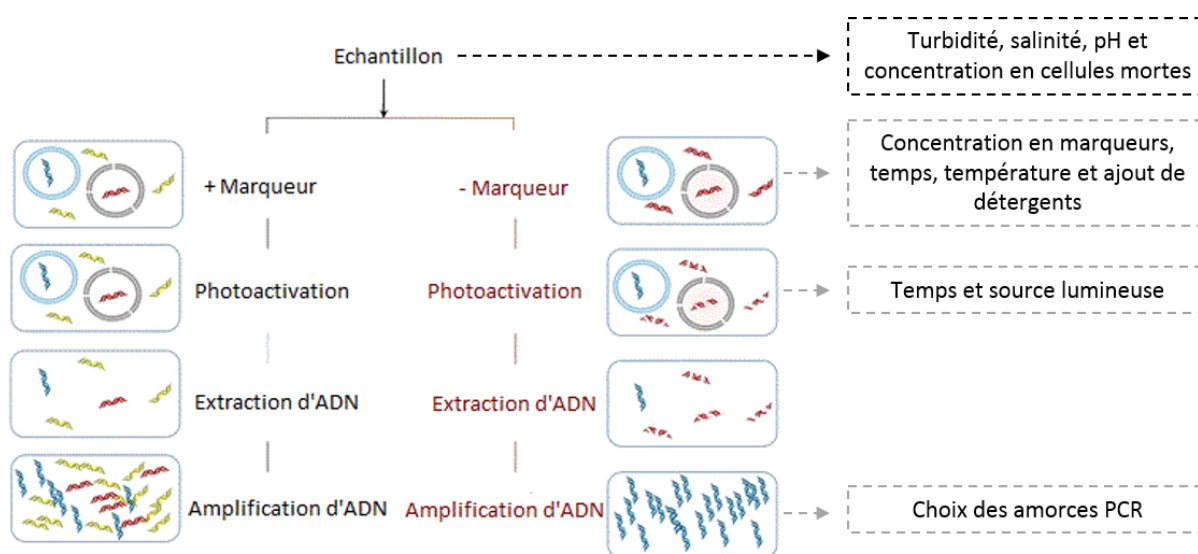 Echantillon
Turbidité, salinité, pH et
concentration en cellules mortes
+ Marqueur
- Marqueur
Concentration en marqueurs,
temps, température et ajout de
détergents
Photoactivation
Photoactivation
Temps et source lumineuse
Extraction d'ADN
Extraction d'ADN
Amplification d'ADN
Amplification d'ADN
Choix des amorces PCR